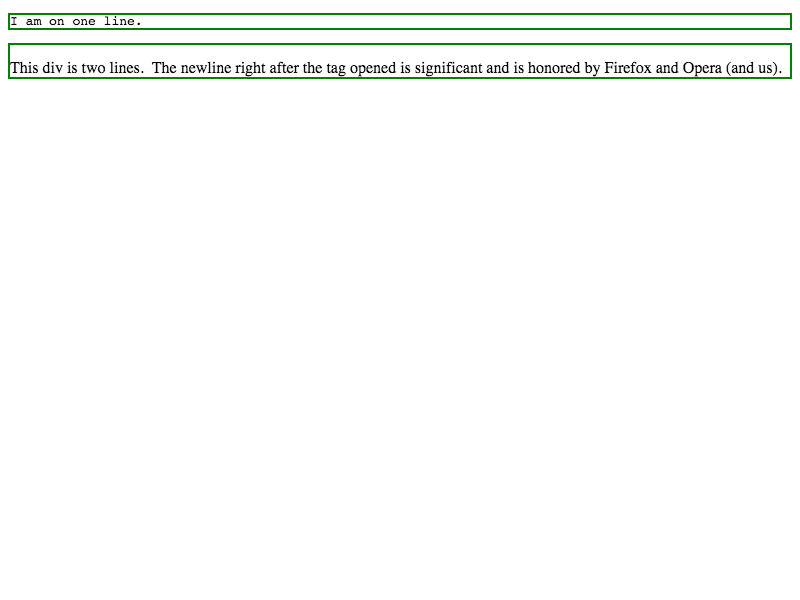 I am on one line.
This div is two lines.  The newline right after the tag opened is significant and is honored by Firefox and Opera (and us).